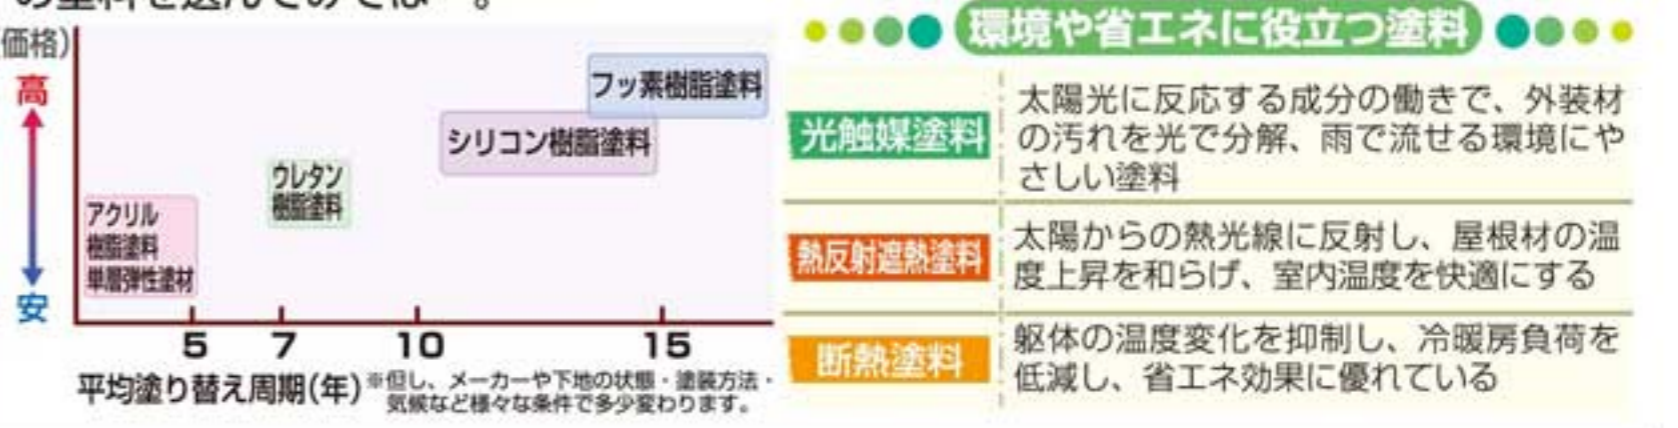 価格)
高
安
フッ素樹脂塗料
シリコン樹脂塗料
ウレタン
樹脂塗料
アクリル
樹脂塗料
単層弾性塗材
5 7 10 15
平均塗り替え周期(年)
※但し、メーカーや下地の状態・塗装方法・
気候など様々な条件で多少変わります。
環境や省エネに役立つ塗料
光触媒塗料
太陽光に反応する成分の働きで、外装材
の汚れを光で分解、雨で流せる環境にや
さしい塗料
熱反射遮熱塗料
太陽からの熱光線に反射し、屋根材の温
度上昇を和らげ、室内温度を快適にする
断熱塗料
躯体の温度変化を抑制し、冷暖房負荷を
低減し、省エネ効果に優れている